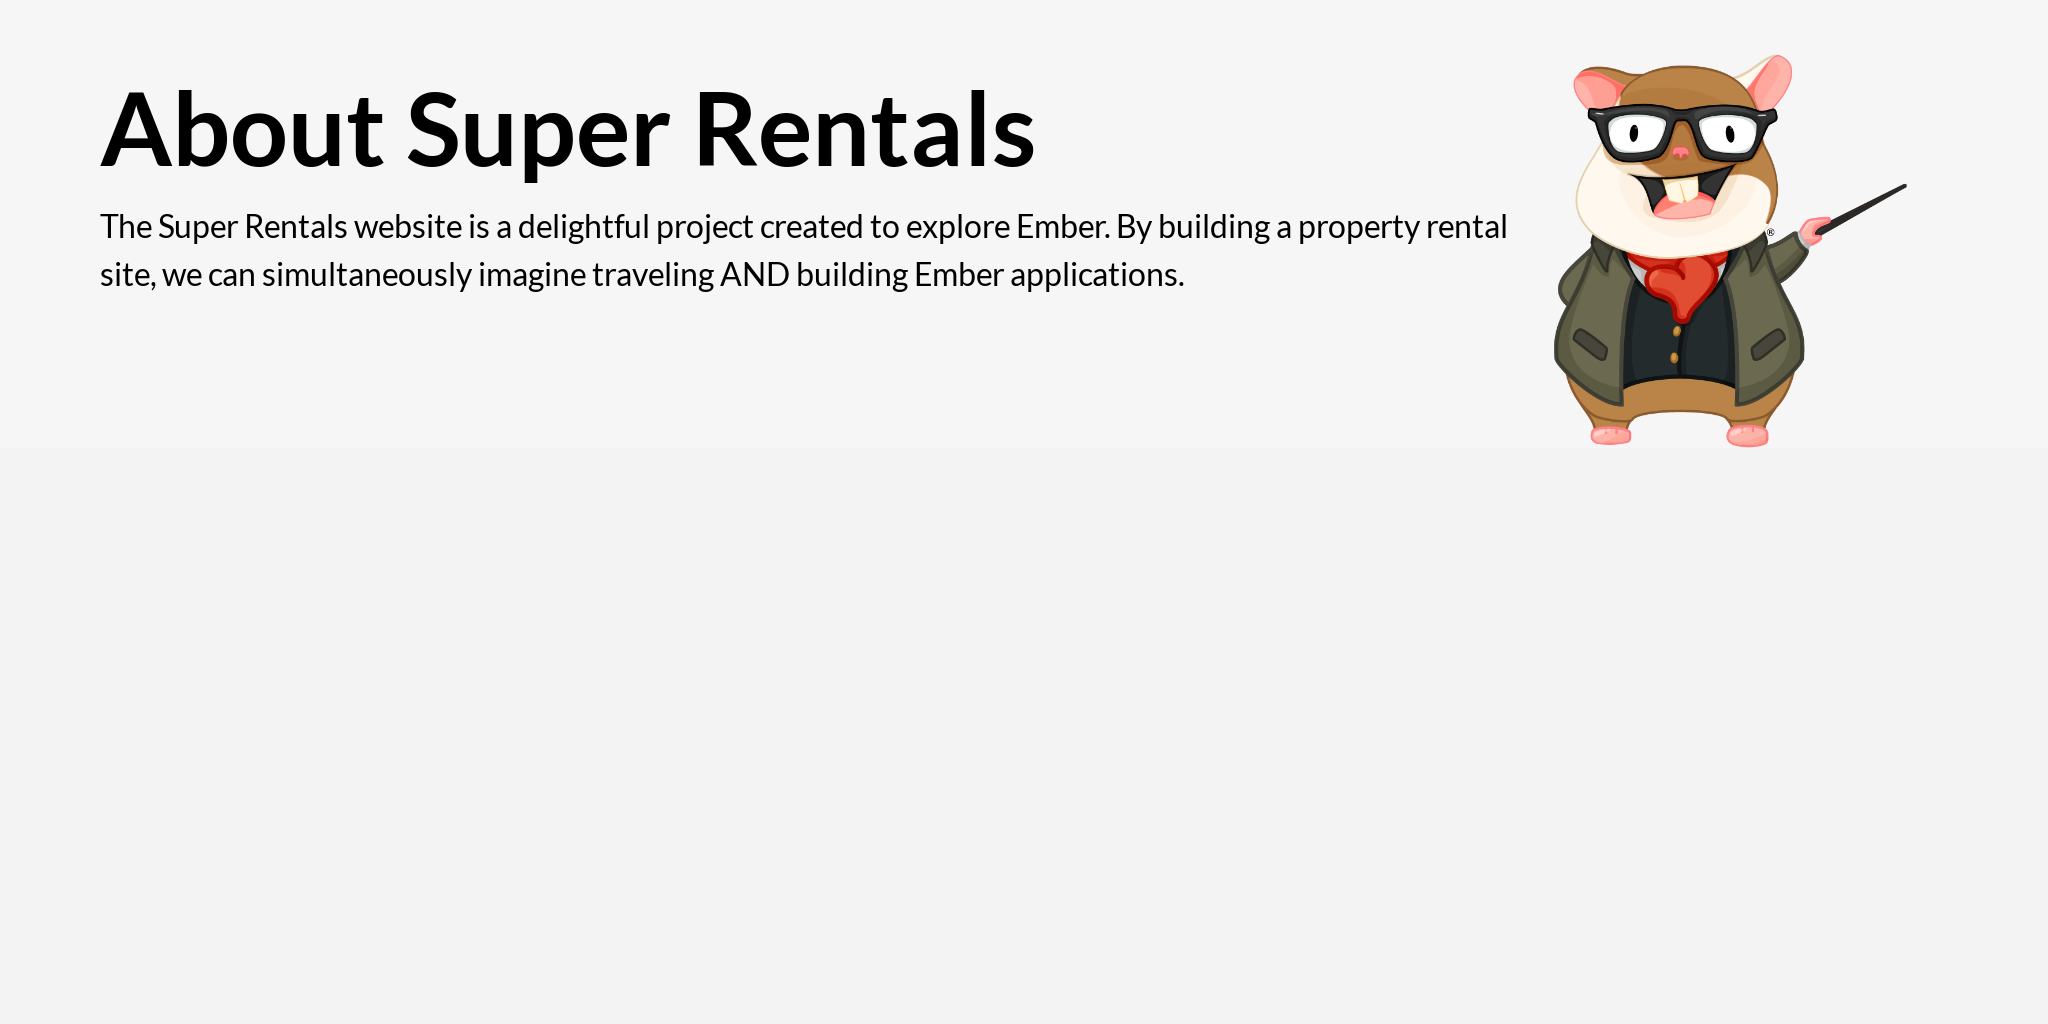 About Super Rentals
The Super Rentals website is a delightful project created to explore Ember. By building a property rental
site, we can simultaneously imagine traveling AND building Ember applications.
®